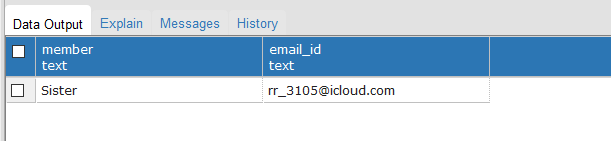 Data Output Explain Messages History
member email_id
text text
Sister rr_3105@icloud.com